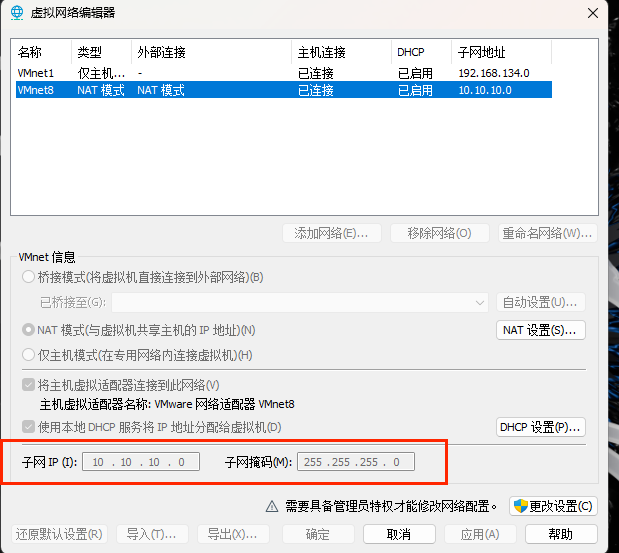 虚拟网络编辑器
名称 类型 外部连接 主机连接 DHCP 子网地址
VMnet1 仅主机... - 已连接 已启用 192.168.134.0
VMnet8 NAT 模式 NAT 模式 已连接 已启用 10.10.10.0
添加网络(E)... 移除网络(O) 重命名网络(W)...
VMnet 信息
桥接模式(将虚拟机直接连接到外部网络)(B)
已桥接至(G): 自动设置(U)...
NAT 模式(与虚拟机共享主机的 IP 地址)(N) NAT 设置(S)...
仅主机模式(在专用网络内连接虚拟机)(H)
将主机虚拟适配器连接到此网络(V)
主机虚拟适配器名称: VMware 网络适配器 VMnet8
使用本地 DHCP 服务将 IP 地址分配给虚拟机(D) DHCP 设置(P)...
子网 IP (I): 10 . 10 . 10 . 0 子网掩码(M): 255 .255 .255 . 0
需要具备管理员特权才能修改网络配置。 更改设置(C)
还原默认设置(R) 导入(T)... 导出(X)... 确定 取消 应用(A) 帮助